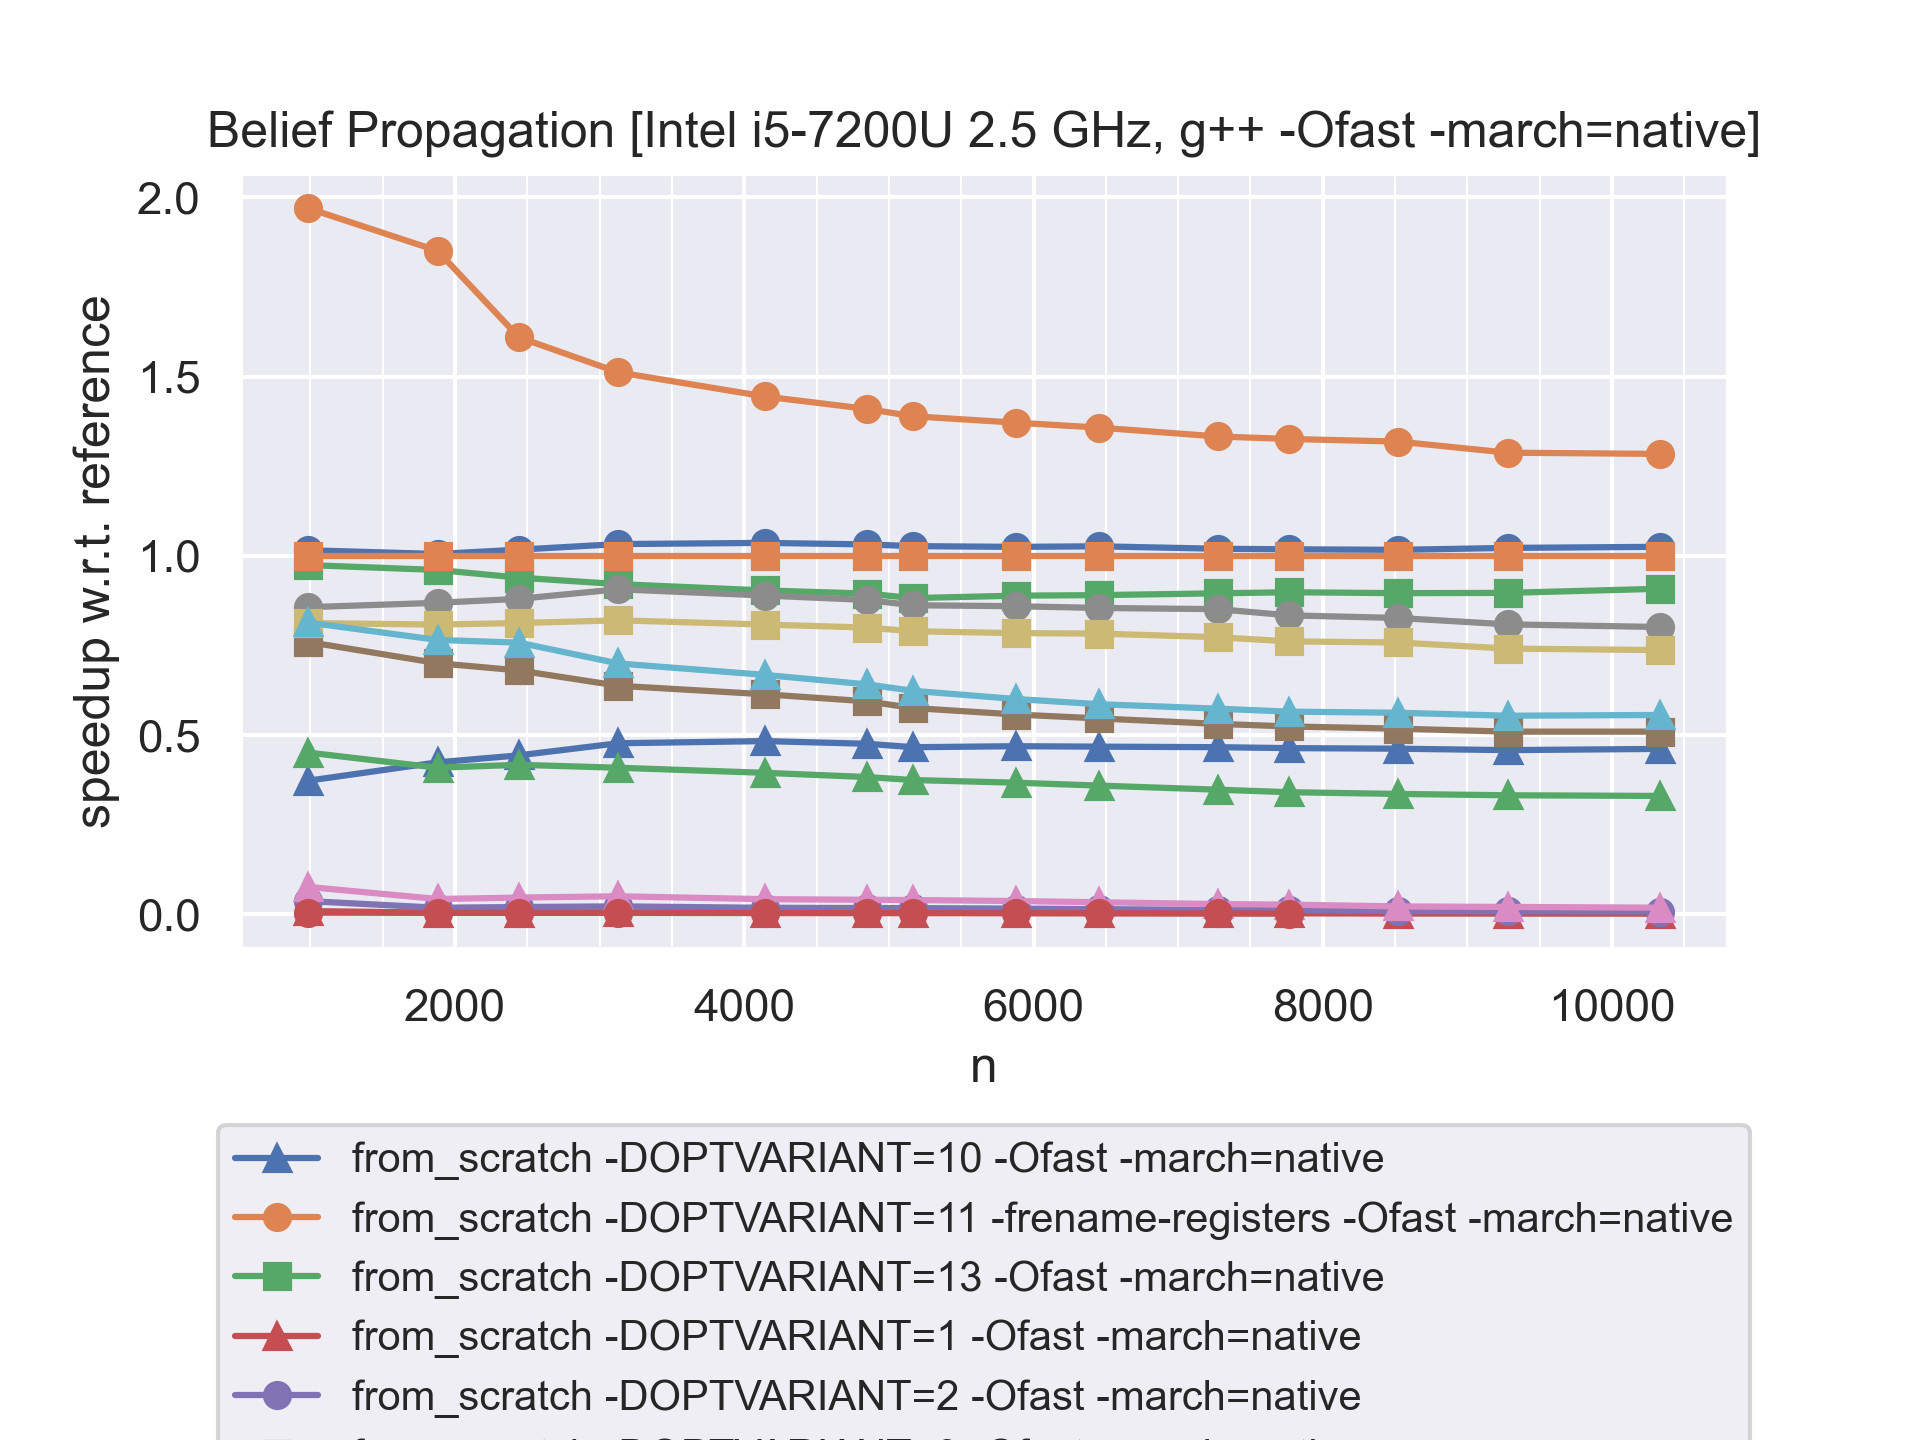 Belief Propagation [Intel i5-7200U 2.5 GHz, g++ -Ofast -march=native]
speedup w.r.t. reference
2.0
1.5
1.0
0.5
0.0
2000 4000 6000 8000 10000
n
from_scratch -DOPTVARIANT=10 -Ofast -march=native
from_scratch -DOPTVARIANT=11 -frename-registers -Ofast -march=native
from_scratch -DOPTVARIANT=13 -Ofast -march=native
from_scratch -DOPTVARIANT=1 -Ofast -march=native
from_scratch -DOPTVARIANT=2 -Ofast -march=native